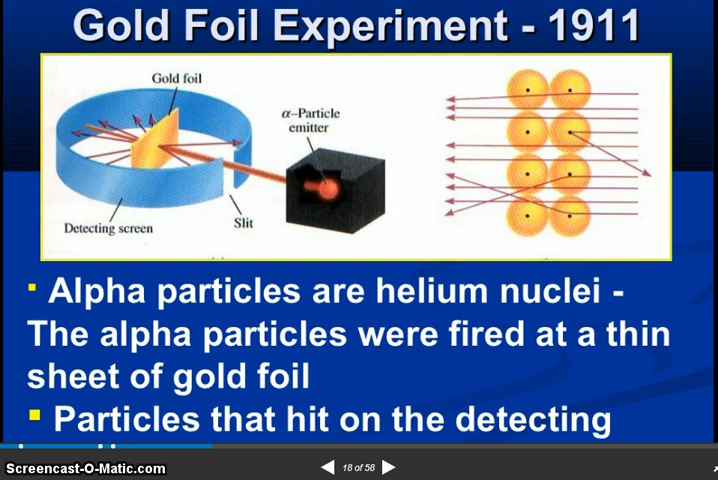 Gold Foil Experiment - 1911
Gold foil
α–Particle
emitter
Detecting screen
Slit
Alpha particles are helium nuclei -
The alpha particles were fired at a thin
sheet of gold foil
Particles that hit on the detecting
Screencast-O-Matic.com
18 of 58